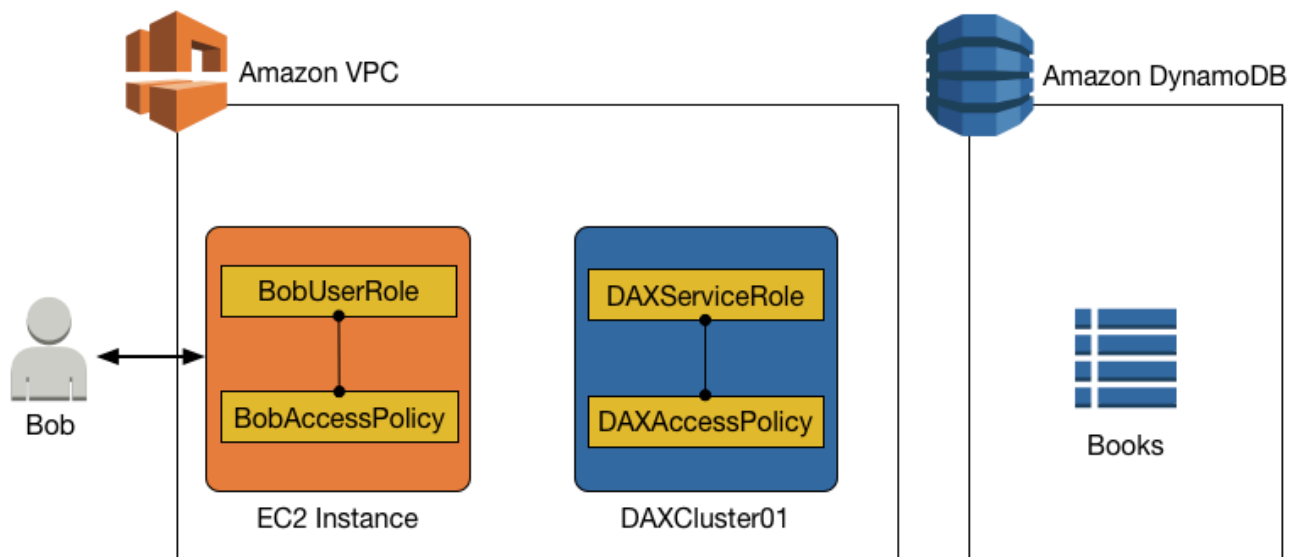 Amazon VPC
Amazon DynamoDB
BobUserRole
DAXServiceRole
BobAccessPolicy
DAXAccessPolicy
Bob
Books
EC2 Instance
DAXCluster01